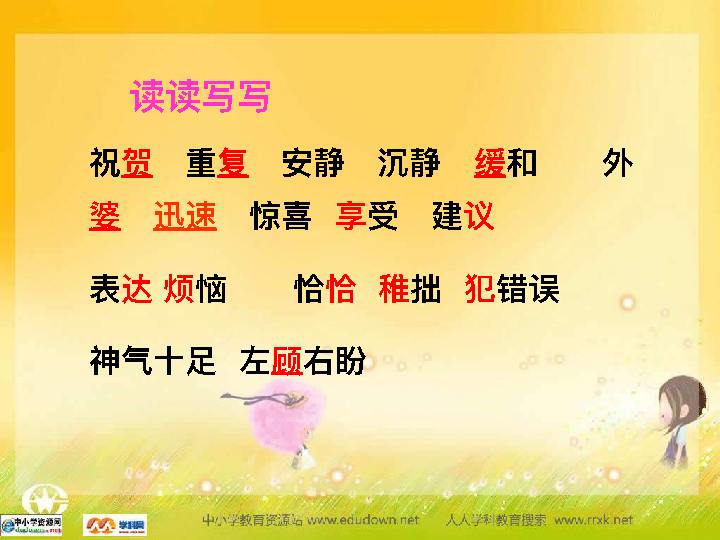 读读写写
祝贺 重复 安静 沉静 缓和 外
婆 迅速 惊喜 享受 建议
表达 烦恼 恰恰 稚拙 犯错误
神气十足 左顾右盼
中小学资源网 学科网 中小学教育资源站 www.edudown.net 人人学科教育搜索 www.rrxk.net